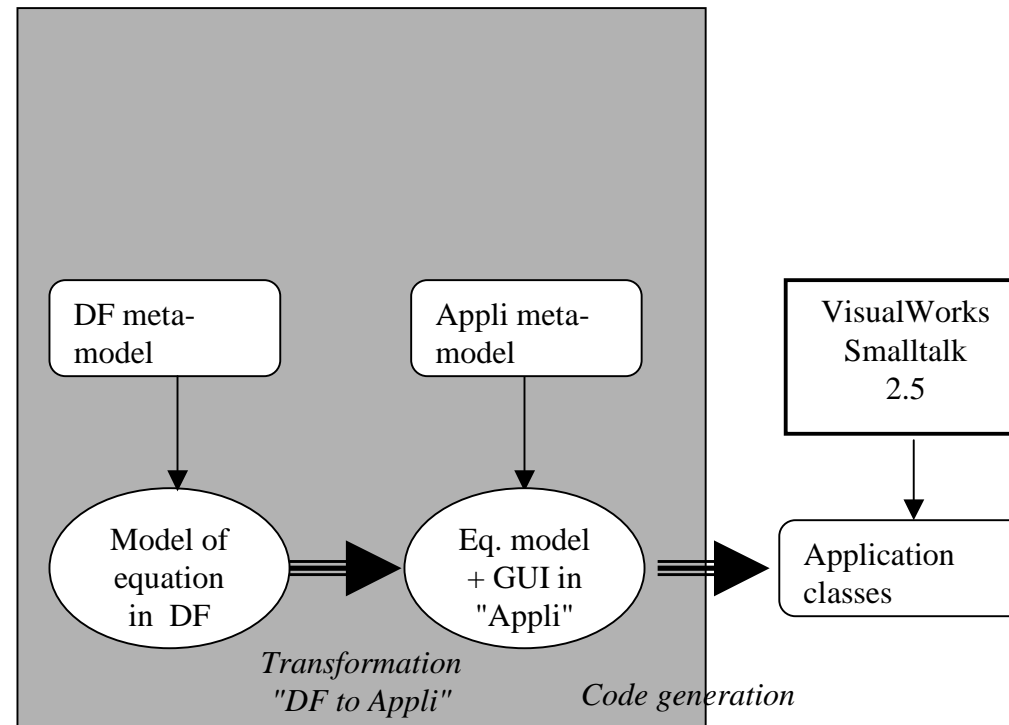 DF meta-
model
Appli meta-
model
VisualWorks
Smalltalk
2.5
Model of
equation
in DF
Eq. model
+ GUI in
"Appli"
Application
classes
Transformation
"DF to Appli"
Code generation